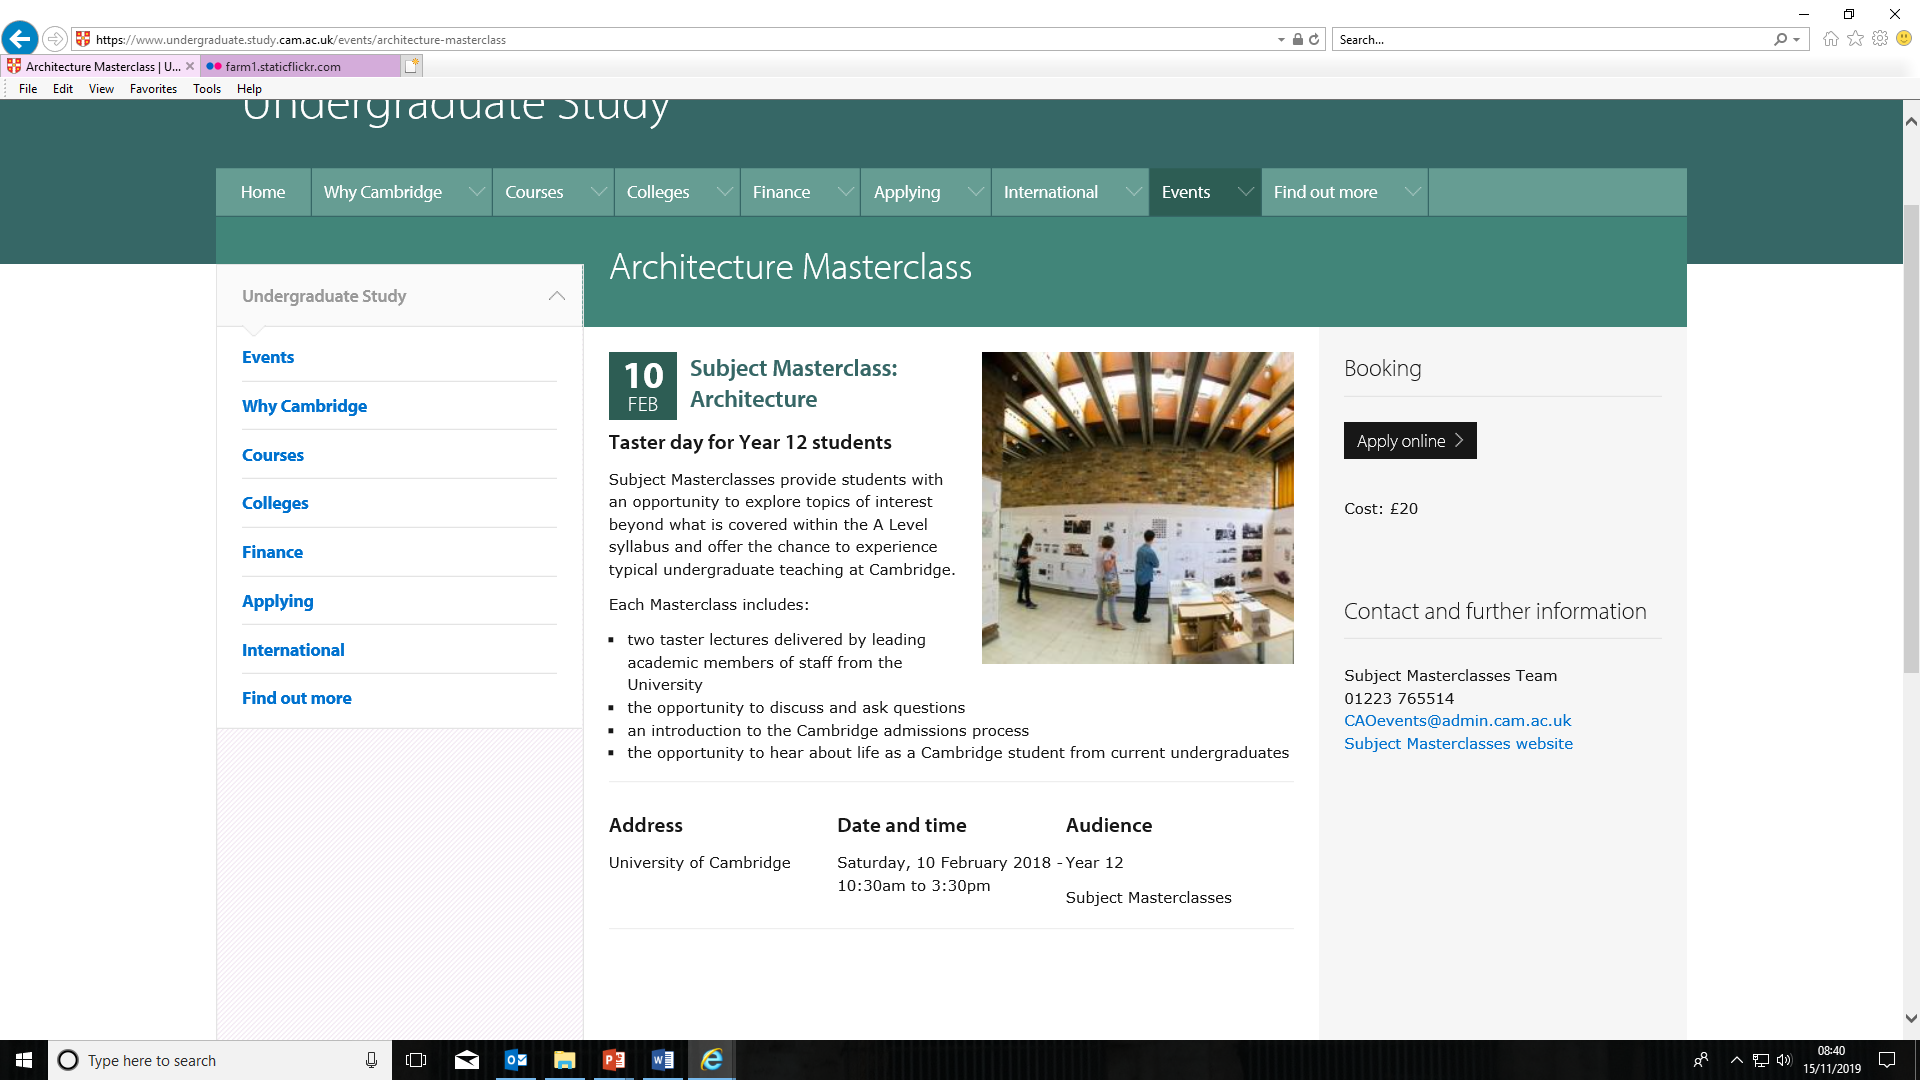 https://www.undergraduate.study.cam.ac.uk/events/architecture-masterclass
Search...
Architecture Masterclass | U...
farm1.staticflickr.com
File Edit View Favorites Tools Help
Undergraduate Study
Home Why Cambridge Courses Colleges Finance Applying International Events Find out more
Architecture Masterclass
Undergraduate Study
Events
Why Cambridge
Courses
Colleges
Finance
Applying
International
Find out more
10
FEB
Subject Masterclass:
Architecture
Taster day for Year 12 students
Subject Masterclasses provide students with
an opportunity to explore topics of interest
beyond what is covered within the A Level
syllabus and offer the chance to experience
typical undergraduate teaching at Cambridge.
Each Masterclass includes:
two taster lectures delivered by leading
academic members of staff from the
University
the opportunity to discuss and ask questions
an introduction to the Cambridge admissions process
the opportunity to hear about life as a Cambridge student from current undergraduates
Address
University of Cambridge
Date and time
Saturday, 10 February 2018 -
10:30am to 3:30pm
Audience
Year 12
Subject Masterclasses
Booking
Apply online
Cost: £20
Contact and further information
Subject Masterclasses Team
01223 765514
CAOevents@admin.cam.ac.uk
Subject Masterclasses website
Type here to search
08:40
15/11/2019